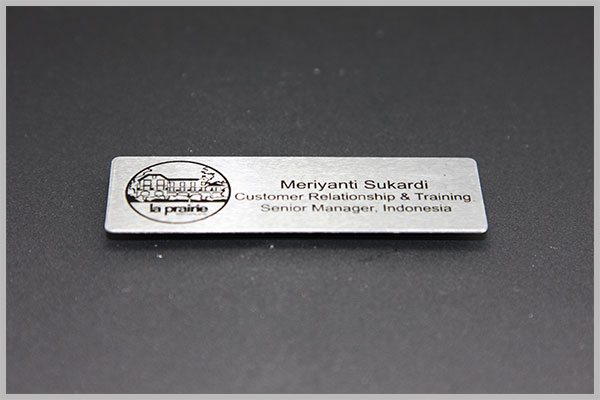 la prairie
Meriyanti Sukardi
Customer Relationship & Training
Senior Manager, Indonesia